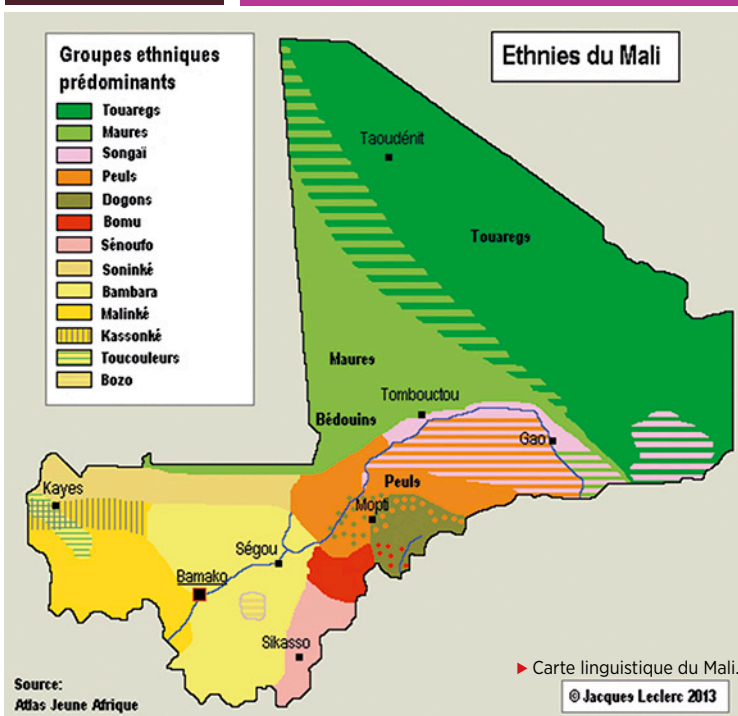 Groupes ethniques
prédominants
Touaregs
Maures
Songaï
Peuls
Dogons
Bomu
Sénoufo
Soninké
Bambara
Malinké
Kassonké
Toucouleurs
Bozo
Ethnies du Mali
Taoudénit
Touaregs
Maures
Tombouctou
Bédouins
Gao
Kayes
Peuls
Mopti
Ségou
Bamako
Sikasso
▶ Carte linguistique du Mali.
Source:
Atlas Jeune Afrique
© Jacques Leclerc 2013